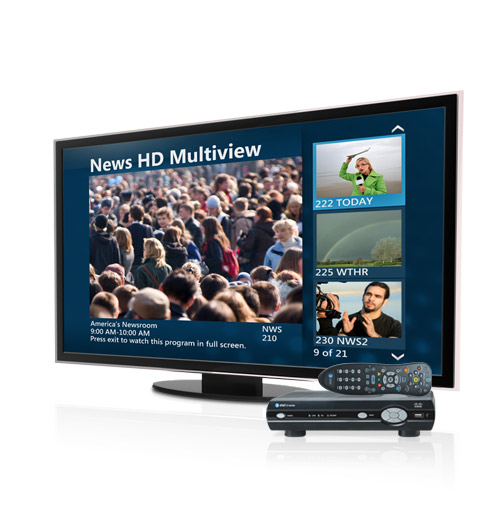 News HD Multiview
222 TODAY
225 WTHR
230 NWS2
9 of 21
America's Newsroom NWS
9:00 AM-10:00 AM 210
Press exit to watch this program in full screen.